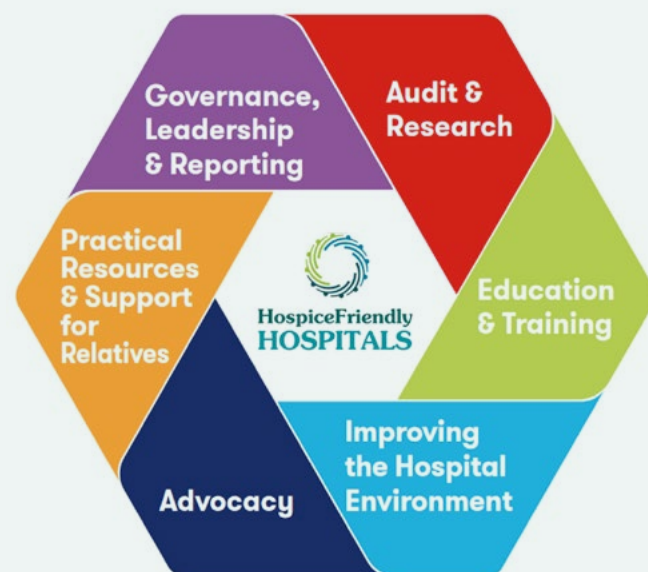 Governance,
Leadership
& Reporting
Audit &
Research
Practical
Resources
& Support
for
Relatives
HospiceFriendly
HOSPITALS
Education
& Training
Advocacy
Improving
the Hospital
Environment